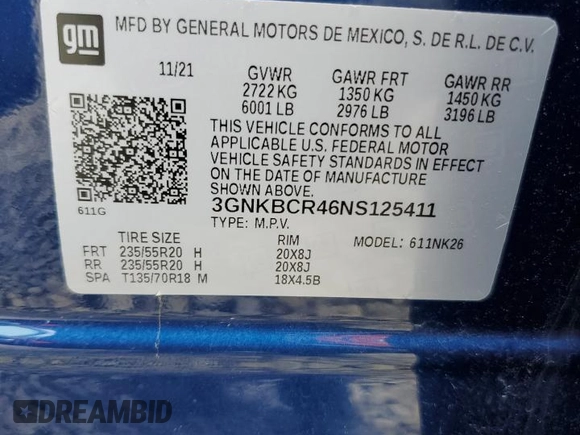 gm
MFD BY GENERAL MOTORS DE MEXICO, S. DE R.L. DE C.V.
11/21 GVWR GAWR FRT GAWR RR
2722 KG 1350 KG 1450 KG
6001 LB 2976 LB 3196 LB
THIS VEHICLE CONFORMS TO ALL
APPLICABLE U.S. FEDERAL MOTOR
VEHICLE SAFETY STANDARDS IN EFFECT
ON THE DATE OF MANUFACTURE
SHOWN ABOVE.
611G
3GNKBCR46NS125411
TYPE: M.P.V.
TIRE SIZE RIM MODEL: 611NK26
FRT 235/55R20 H 20X8J
RR 235/55R20 H 20X8J
SPA T135/70R18 M 18X4.5B
DREAMBID